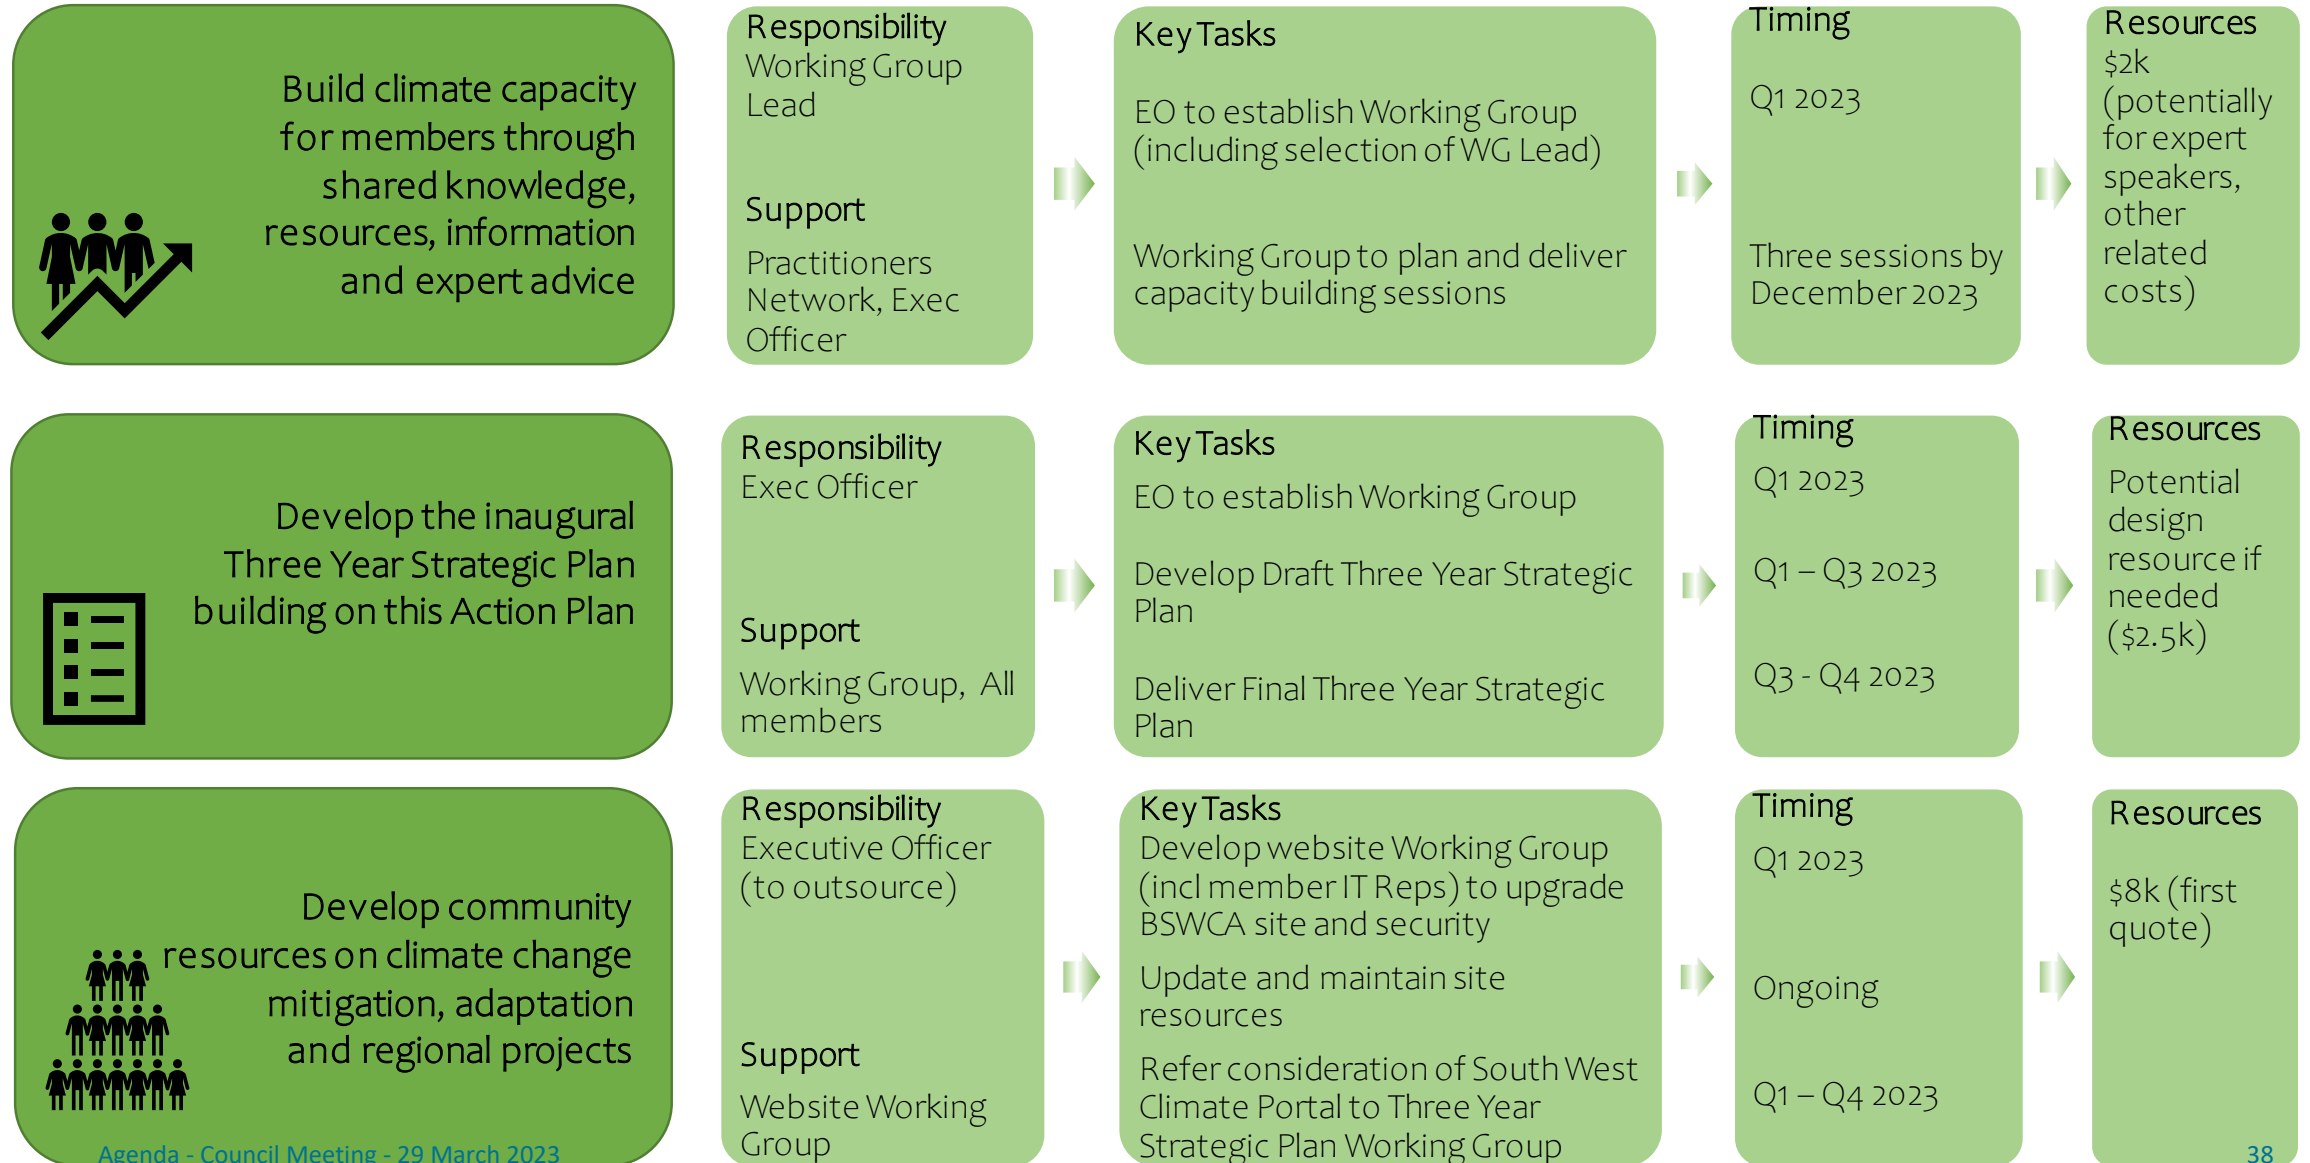 Build climate capacity
for members through
shared knowledge,
resources, information
and expert advice
Responsibility
Working Group
Lead
Support
Practitioners
Network, Exec
Officer
Key Tasks
EO to establish Working Group
(including selection of WG Lead)
Working Group to plan and deliver
capacity building sessions
Timing
Q1 2023
Three sessions by
December 2023
Resources
$2k
(potentially
for expert
speakers,
other
related
costs)
Develop the inaugural
Three Year Strategic Plan
building on this Action Plan
Responsibility
Exec Officer
Support
Working Group, All
members
Key Tasks
EO to establish Working Group
Develop Draft Three Year Strategic
Plan
Deliver Final Three Year Strategic
Plan
Timing
Q1 2023
Q1 – Q3 2023
Q3 - Q4 2023
Resources
Potential
design
resource if
needed
($2.5k)
Develop community
resources on climate change
mitigation, adaptation
and regional projects
Responsibility
Executive Officer
(to outsource)
Support
Website Working
Group
Key Tasks
Develop website Working Group
(incl member IT Reps) to upgrade
BSWCA site and security
Update and maintain site
resources
Refer consideration of South West
Climate Portal to Three Year
Strategic Plan Working Group
Timing
Q1 2023
Ongoing
Q1 – Q4 2023
Resources
$8k (first
quote)
Agenda - Council Meeting - 29 March 2023
38